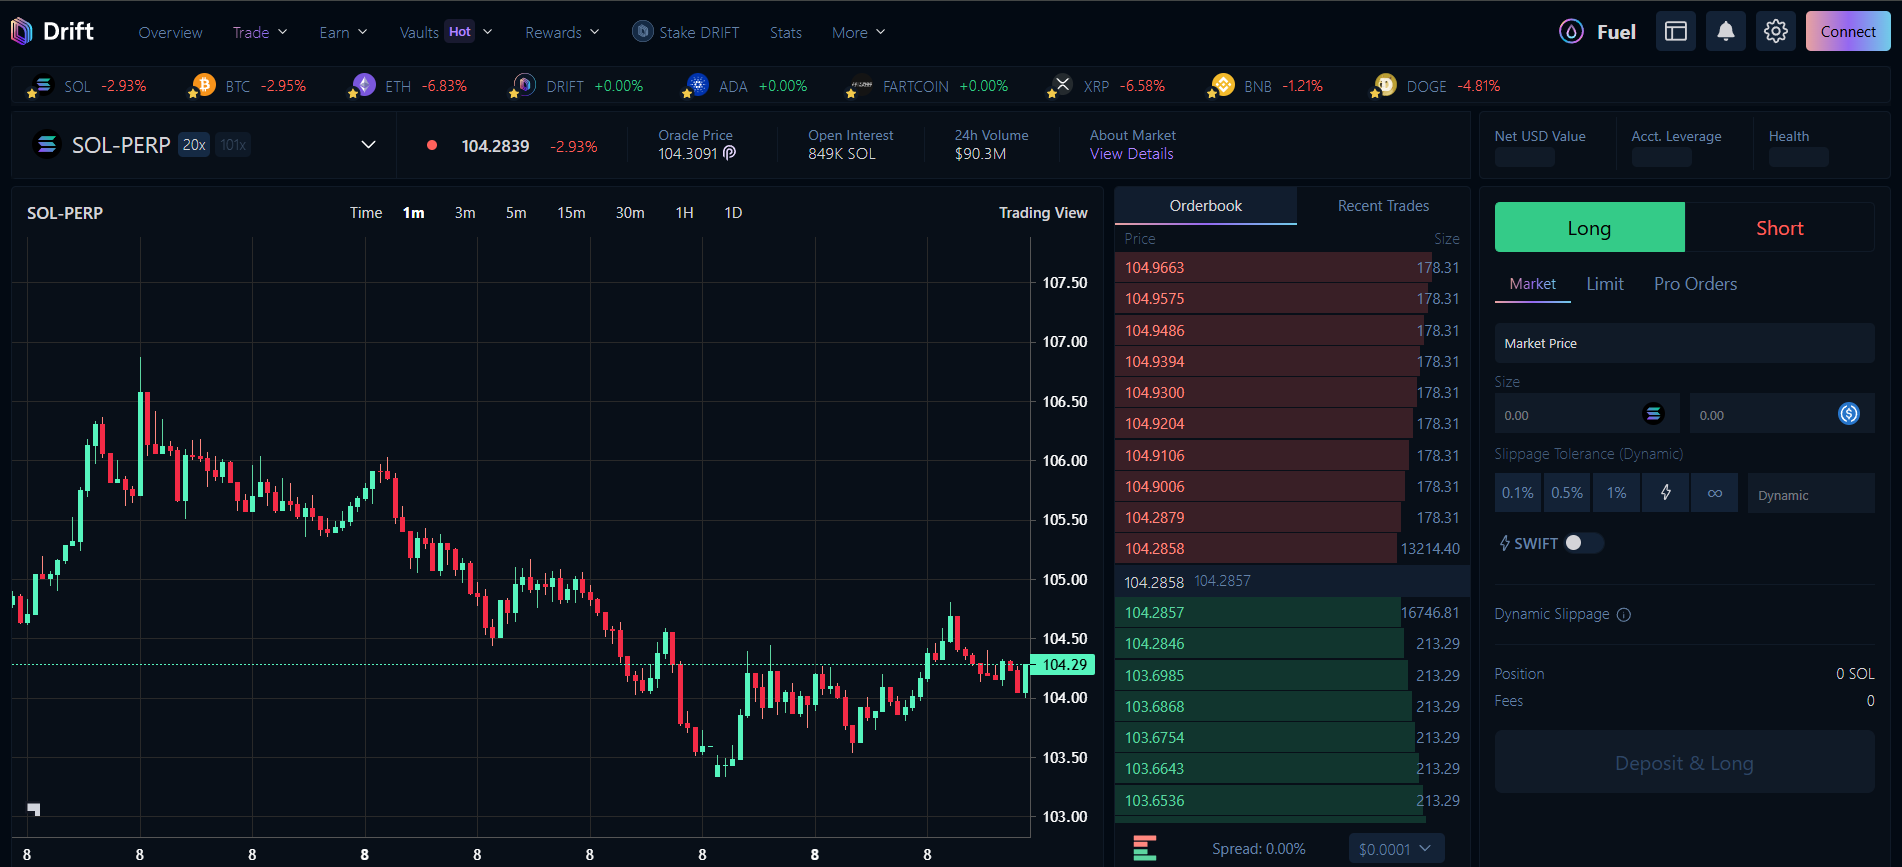 Drift Overview Trade Earn Vaults Hot Rewards Stake DRIFT Stats More Fuel Connect
SOL -2.93% BTC -2.95% ETH -6.83% DRIFT +0.00% ADA +0.00% FARTCOIN +0.00% XRP -6.58% BNB -1.21% DOGE -4.81%
SOL-PERP 20x 101x
104.2839 -2.93%
Oracle Price
104.3091
Open Interest
849K SOL
24h Volume
$90.3M
About Market
View Details
Net USD Value
Acct. Leverage
Health
SOL-PERP Time 1m 3m 5m 15m 30m 1H 1D Trading View
107.50
107.00
106.50
106.00
105.50
105.00
104.50
104.29
104.00
103.50
103.00
8 8 8 8 8 8 8 8 8
Orderbook Recent Trades
Price Size
104.9663 178.31
104.9575 178.31
104.9486 178.31
104.9394 178.31
104.9300 178.31
104.9204 178.31
104.9106 178.31
104.9006 178.31
104.2879 178.31
104.2858 13214.40
104.2858 104.2857
104.2857 16746.81
104.2846 213.29
103.6985 213.29
103.6868 213.29
103.6754 213.29
103.6643 213.29
103.6536 213.29
Spread: 0.00% $0.0001
Long Short
Market Limit Pro Orders
Market Price
Size
0.00 0.00
Slippage Tolerance (Dynamic)
0.1% 0.5% 1% ∞ Dynamic
SWIFT
Dynamic Slippage
Position 0 SOL
Fees 0
Deposit & Long